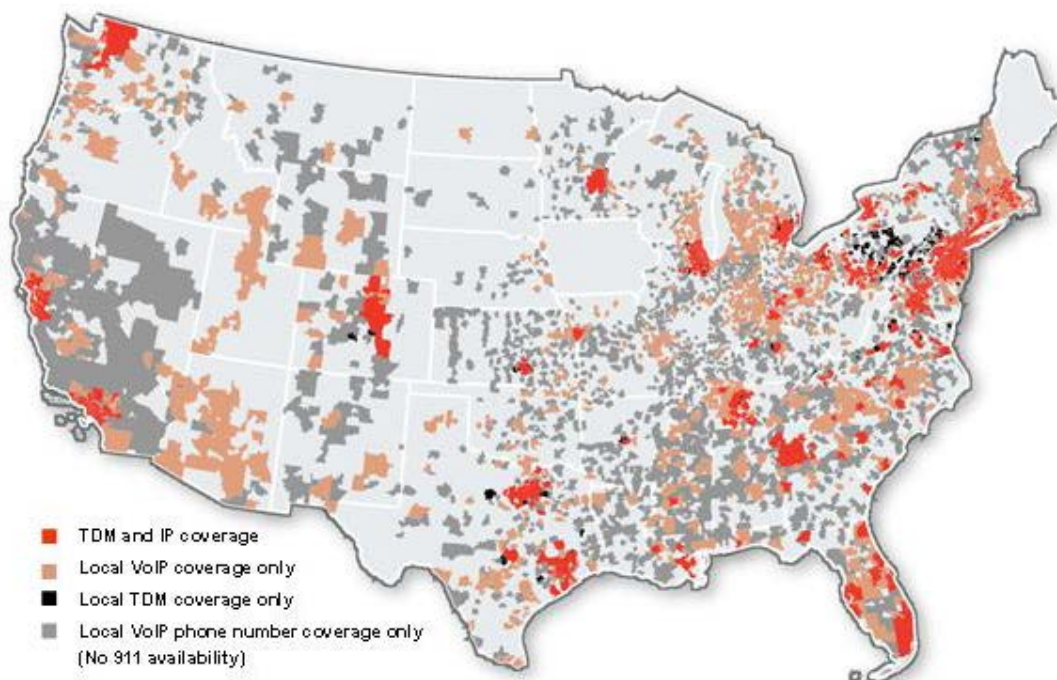 TDM and IP coverage
Local VoIP coverage only
Local TDM coverage only
Local VoIP phone number coverage only
(No 911 availability)